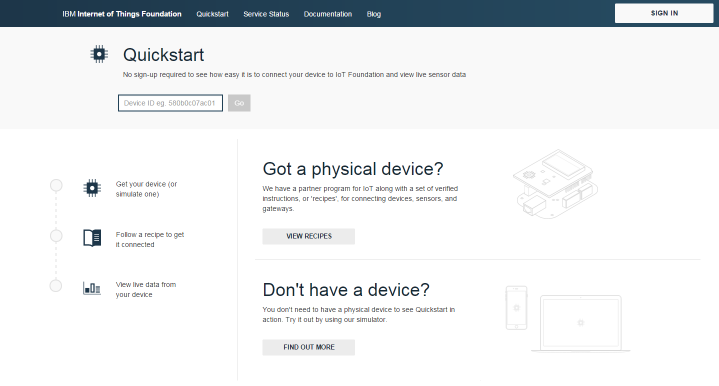 IBM Internet of Things Foundation Quickstart Service Status Documentation Blog SIGN IN
Quickstart
No sign-up required to see how easy it is to connect your device to IoT Foundation and view live sensor data
Device ID eg. 580b0c07ac01 Go
Get your device (or
simulate one)
Follow a recipe to get
it connected
View live data from
your device
Got a physical device?
We have a partner program for IoT along with a set of verified
instructions, or 'recipes', for connecting devices, sensors, and
gateways.
VIEW RECIPES
Don't have a device?
You don't need to have a physical device to see Quickstart in
action. Try it out by using our simulator.
FIND OUT MORE